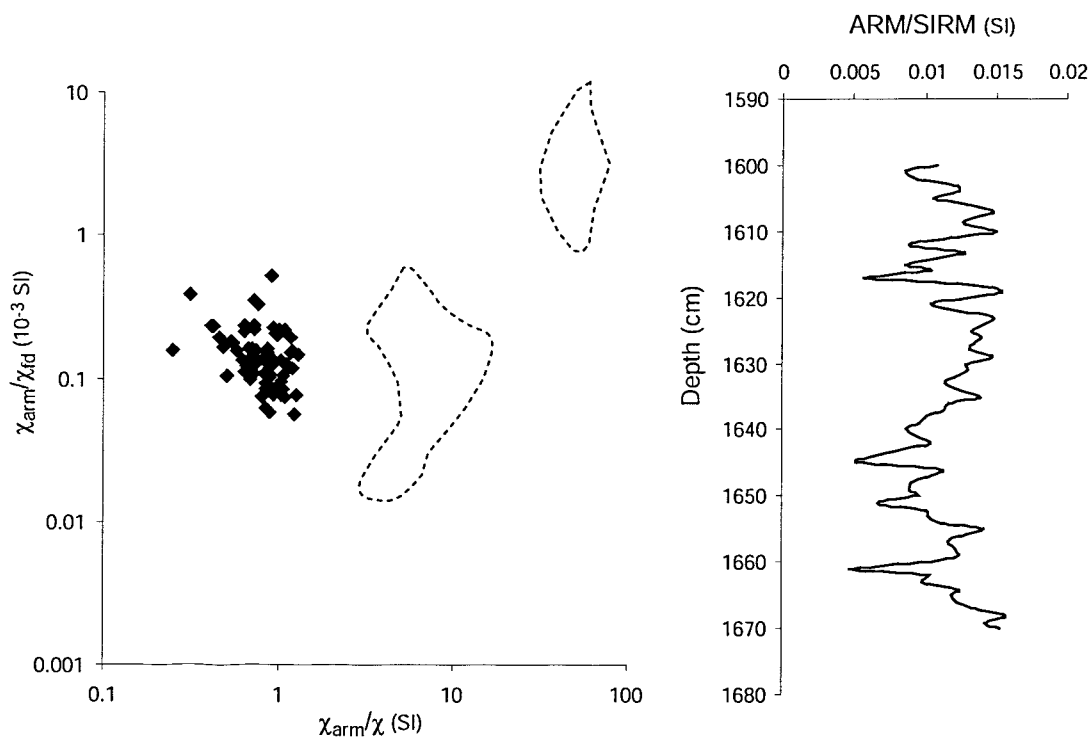 10
1
0.1
0.01
0.001
χarm/χfd (10-3 SI)
0.1 1 10 100
χarm/χ (SI)
ARM/SIRM (SI)
0 0.005 0.01 0.015 0.02
1590
1600
1610
1620
1630
1640
1650
1660
1670
1680
Depth (cm)